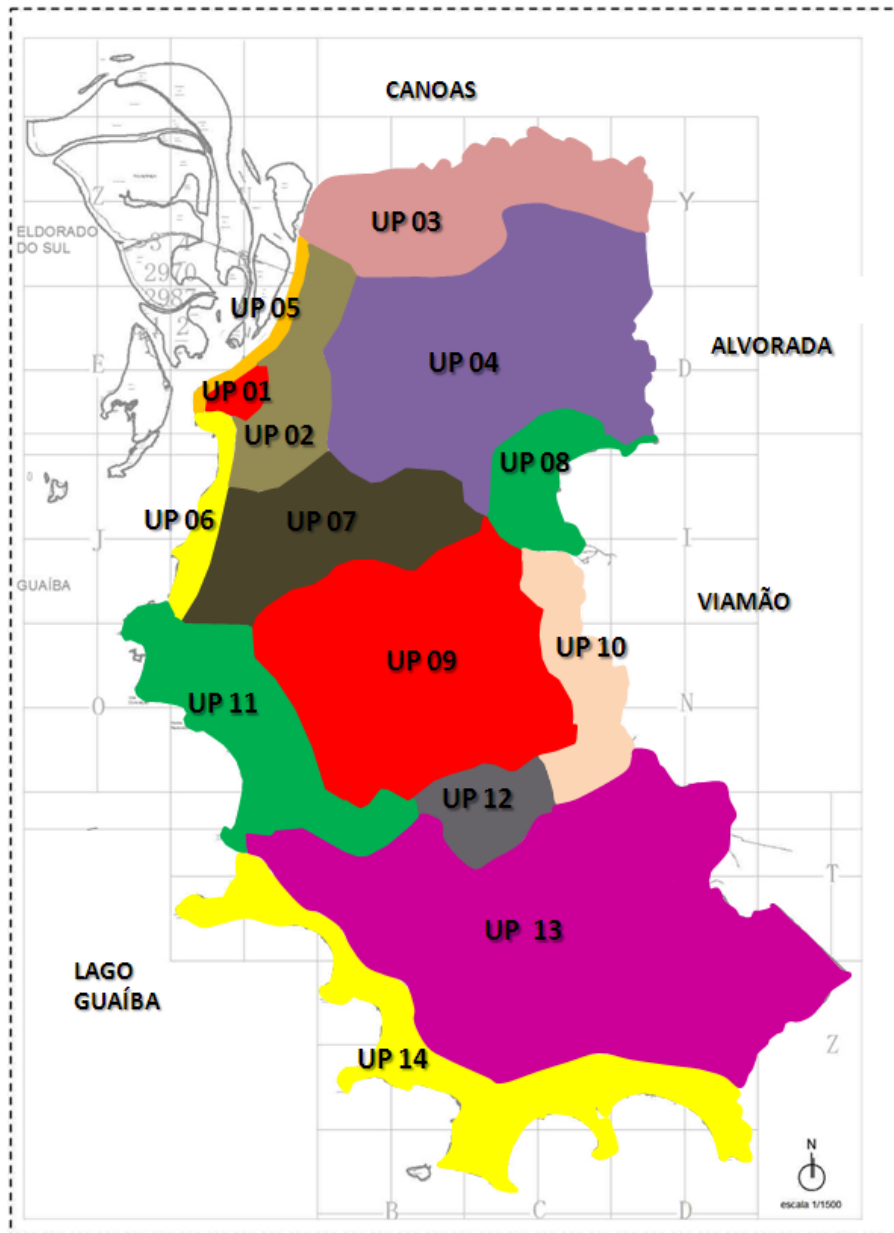 CANOAS
Z
Y
UP 03
ELDORADO
DO SUL
2970
2987
UP 05
ALVORADA
E
UP 04
D
UP 01
UP 02
UP 08
UP 06
UP 07
J
I
GUAÍBA
VIAMÃO
UP 10
UP 09
UP 11
O
N
UP 12
T
UP 13
LAGO
GUAÍBA
UP 14
Z
N
escala 1/1500
B
C
D